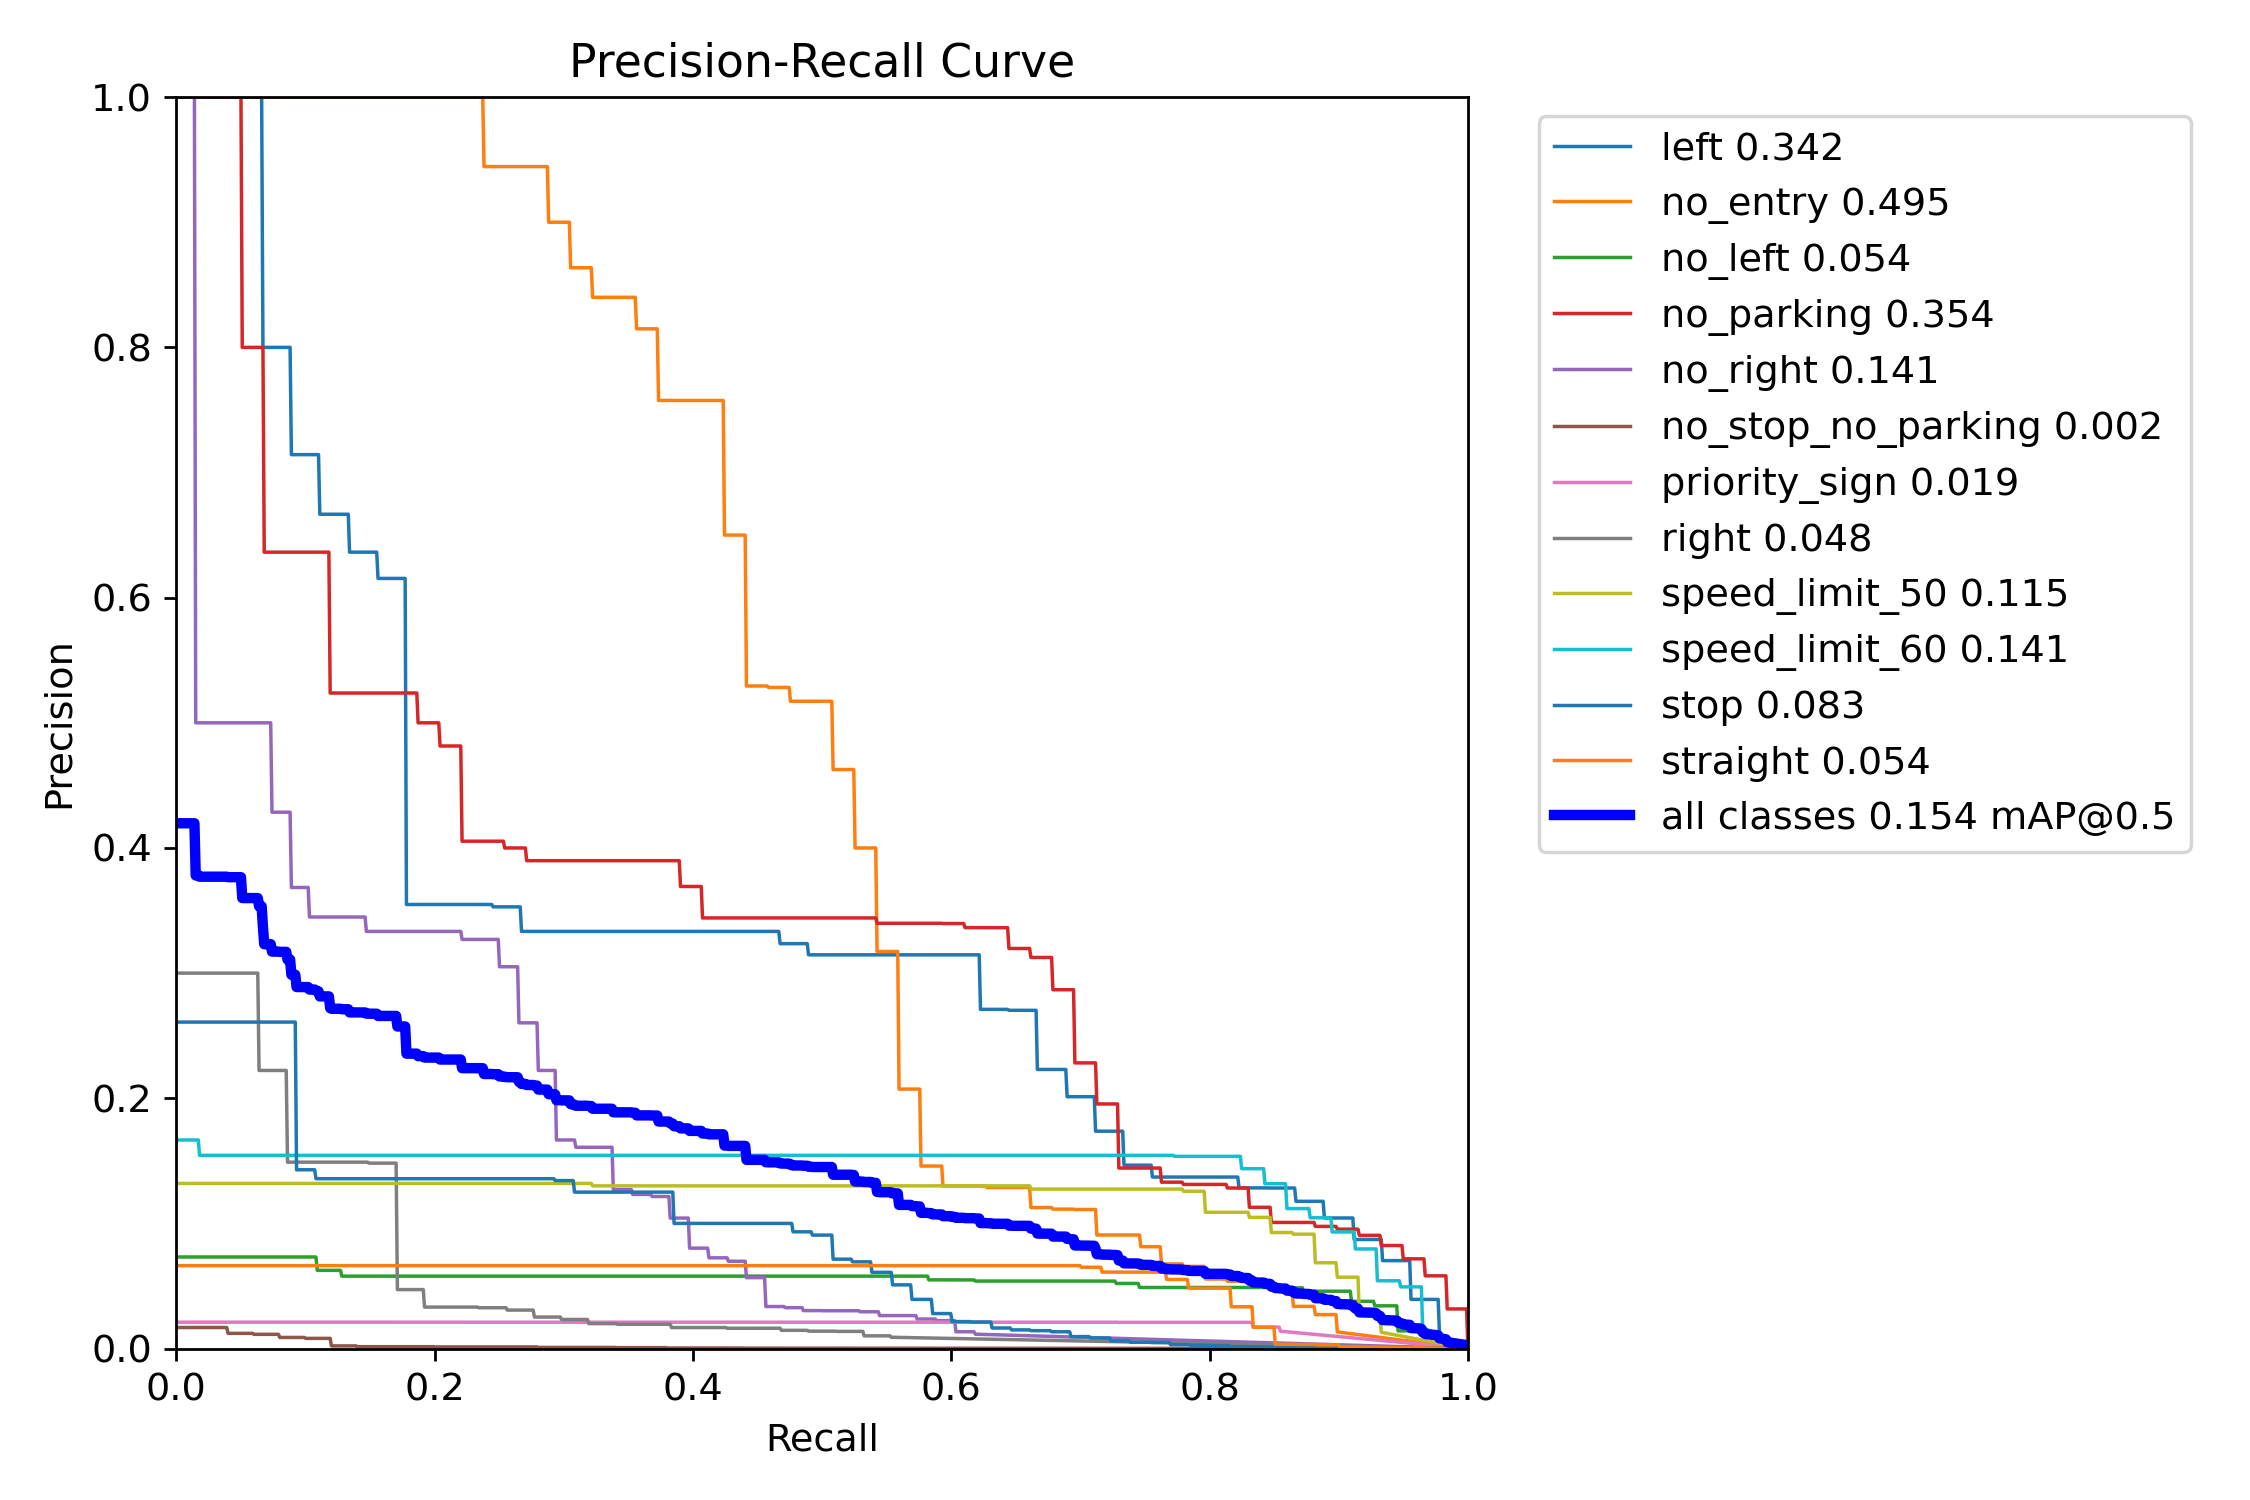 Precision-Recall Curve
1.0
0.8
0.6
0.4
0.2
0.0
Precision
0.0 0.2 0.4 0.6 0.8 1.0
Recall
left 0.342
no_entry 0.495
no_left 0.054
no_parking 0.354
no_right 0.141
no_stop_no_parking 0.002
priority_sign 0.019
right 0.048
speed_limit_50 0.115
speed_limit_60 0.141
stop 0.083
straight 0.054
all classes 0.154 mAP@0.5